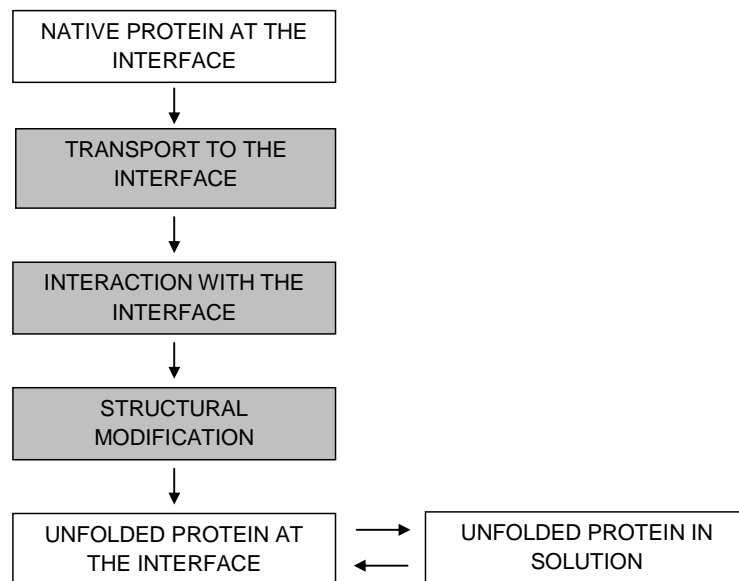 NATIVE PROTEIN AT THE
INTERFACE
TRANSPORT TO THE
INTERFACE
INTERACTION WITH THE
INTERFACE
STRUCTURAL
MODIFICATION
UNFOLDED PROTEIN AT
THE INTERFACE
UNFOLDED PROTEIN IN
SOLUTION